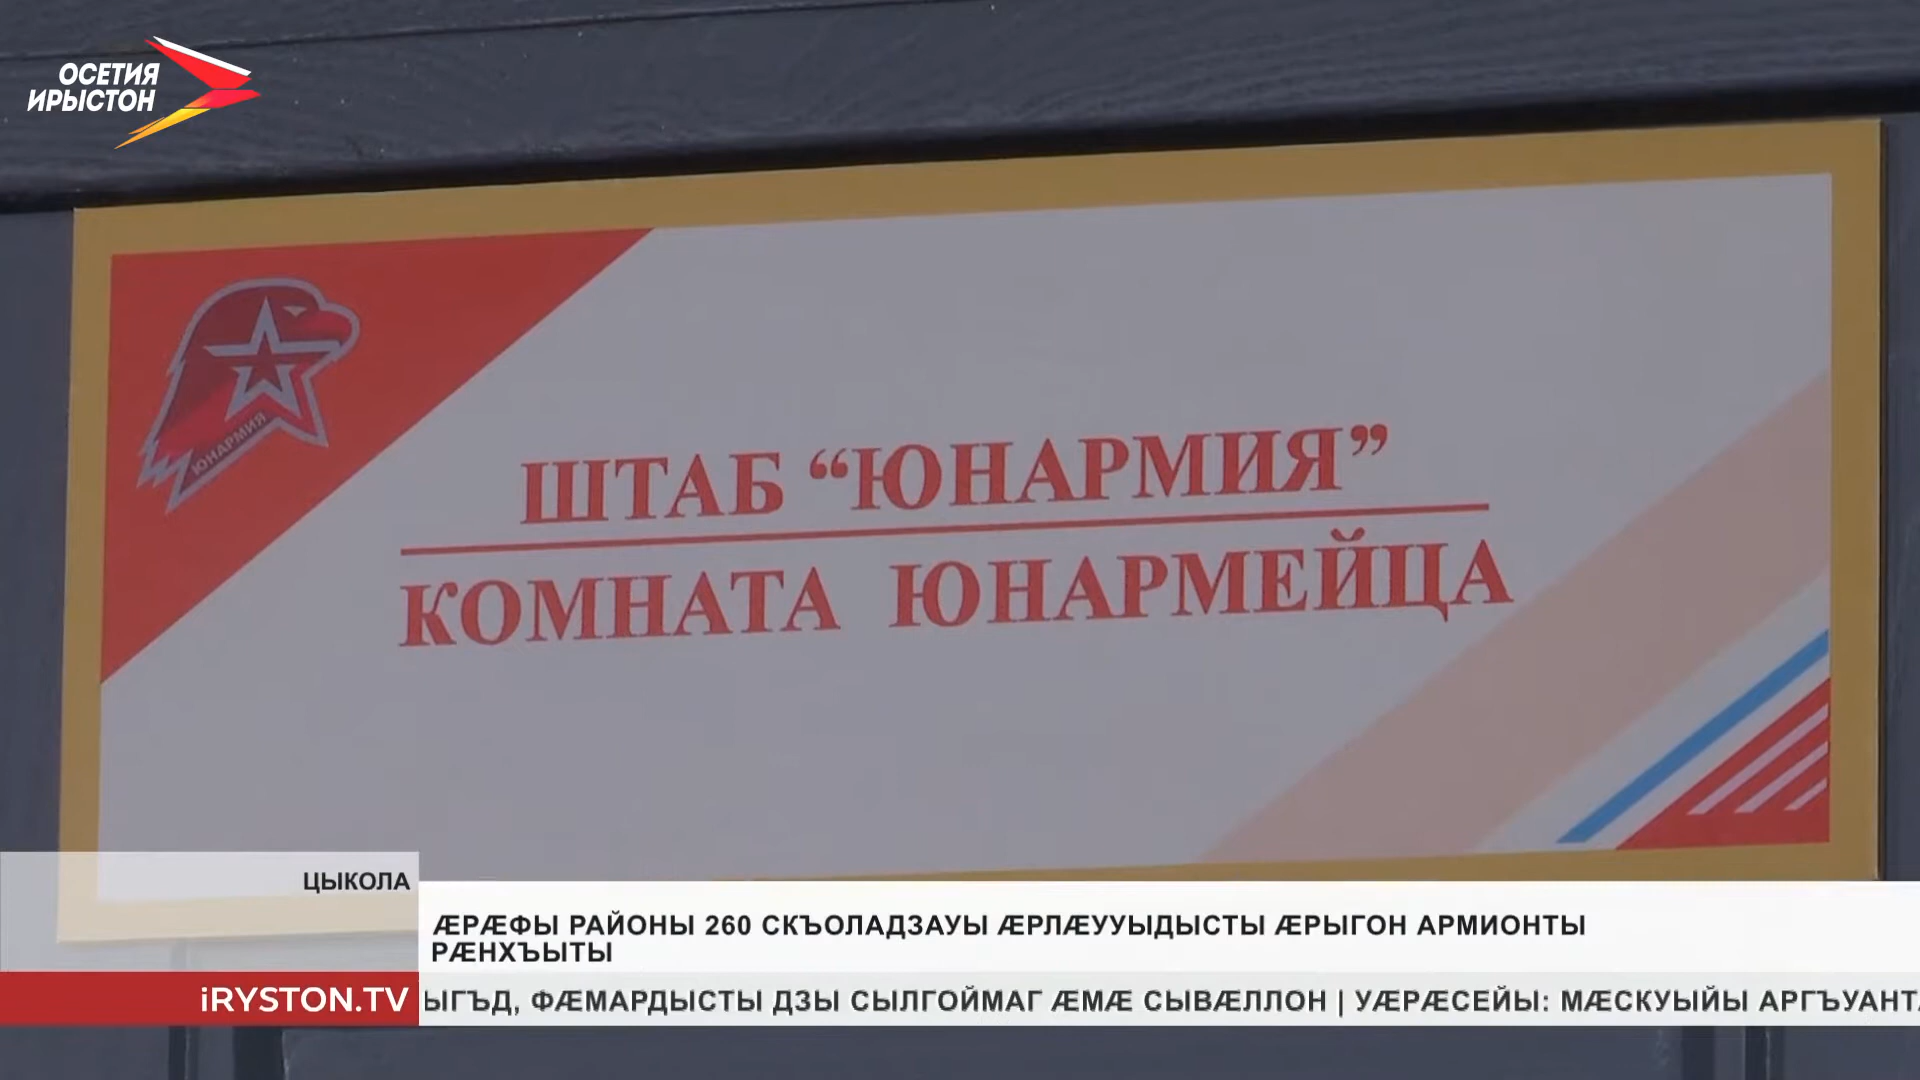 ОСЕТИЯ
ИРЫСТОН
ЮНАРМИЯ
ШТАБ “ЮНАРМИЯ”
КОМНАТА ЮНАРМЕЙЦА
ЦЫКОЛА
ÆРÆФЫ РАЙОНЫ 260 СКЪОЛАДЗАУЫ ÆРЛÆУУЫДЫСТЫ ÆРЫГОН АРМИОНТЫ
РÆНХЪЫТЫ
iRYSTON.TV
ЫГЪД, ФÆМАРДЫСТЫ ДЗЫ СЫЛГОЙМАГ ÆМÆ СЫВÆЛЛОН | УÆРÆСЕЙЫ: МÆСКУЫЙЫ АРГЪУАНТ